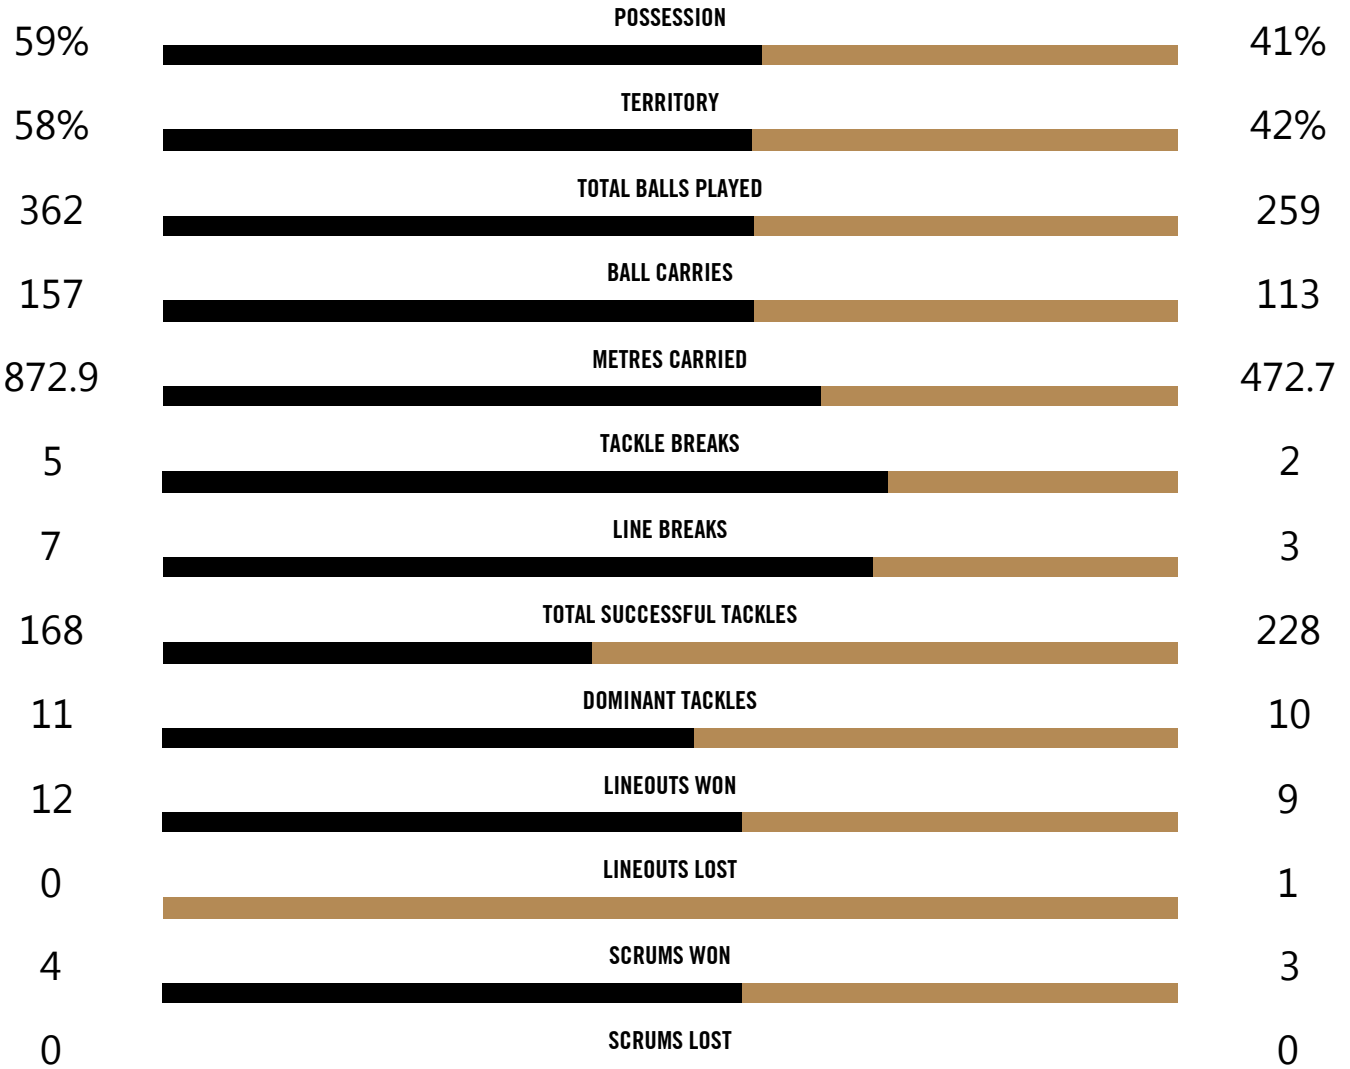 POSSESSION
59% 41%
TERRITORY
58% 42%
TOTAL BALLS PLAYED
362 259
BALL CARRIES
157 113
METRES CARRIED
872.9 472.7
TACKLE BREAKS
5 2
LINE BREAKS
7 3
TOTAL SUCCESSFUL TACKLES
168 228
DOMINANT TACKLES
11 10
LINEOUTS WON
12 9
LINEOUTS LOST
0 1
SCRUMS WON
4 3
SCRUMS LOST
0 0